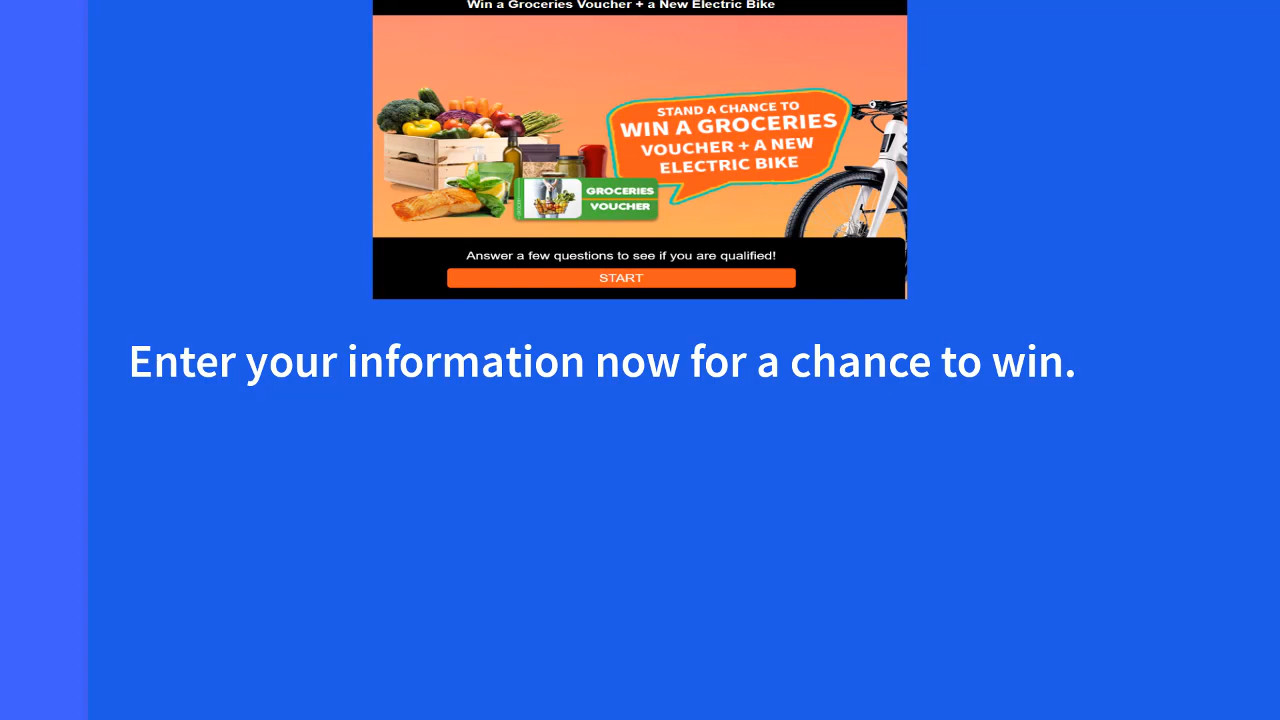 Win a Groceries Voucher + a New Electric Bike
STAND A CHANCE TO
WIN A GROCERIES
VOUCHER + A NEW
ELECTRIC BIKE
GROCERIES
VOUCHER
Answer a few questions to see if you are qualified!
START
Enter your information now for a chance to win.